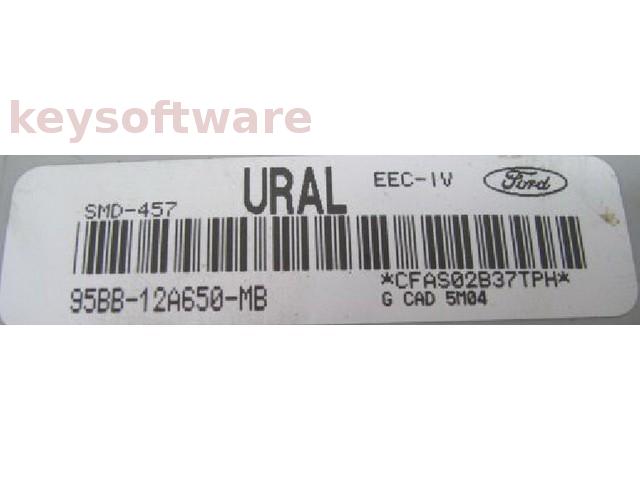 keysoftware
URAL EEC-IV Ford
SMD-457
*CFAS02B37TPH*
95BB-12A650-MB G CAD 5M04